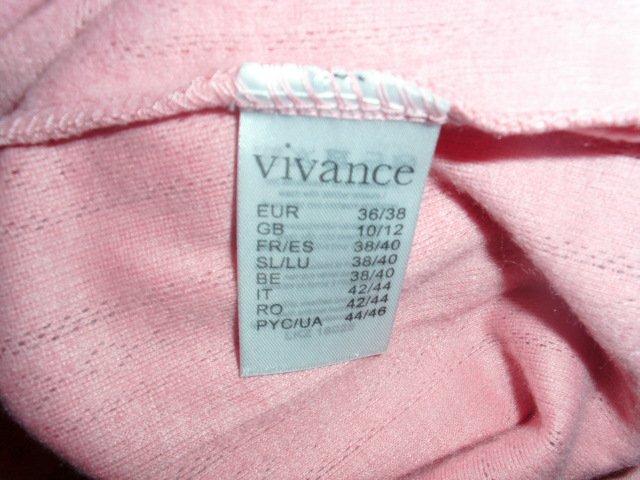 vivance
EUR 36/38
GB 10/12
FR/ES 38/40
SL/LU 38/40
BE 38/40
IT 42/44
RO 42/44
PYC/UA 44/46